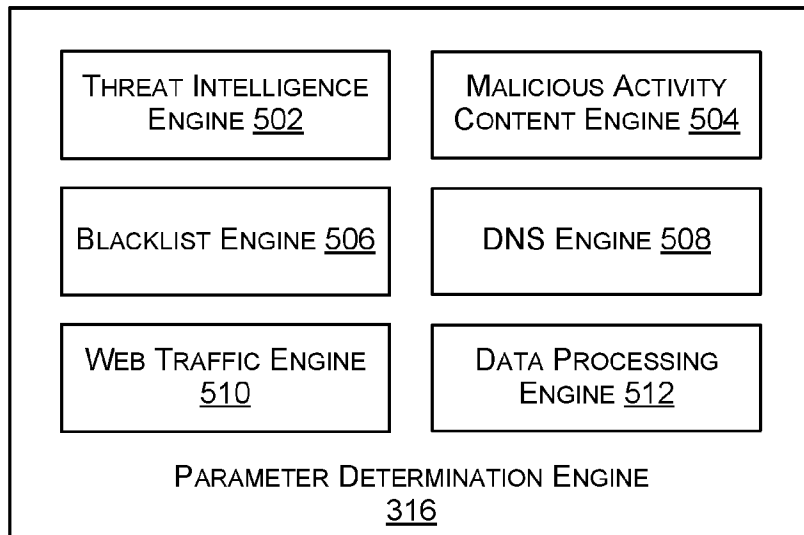 THREAT INTELLIGENCE
ENGINE 502
MALICIOUS ACTIVITY
CONTENT ENGINE 504
BLACKLIST ENGINE 506
DNS ENGINE 508
WEB TRAFFIC ENGINE
510
DATA PROCESSING
ENGINE 512
PARAMETER DETERMINATION ENGINE
316